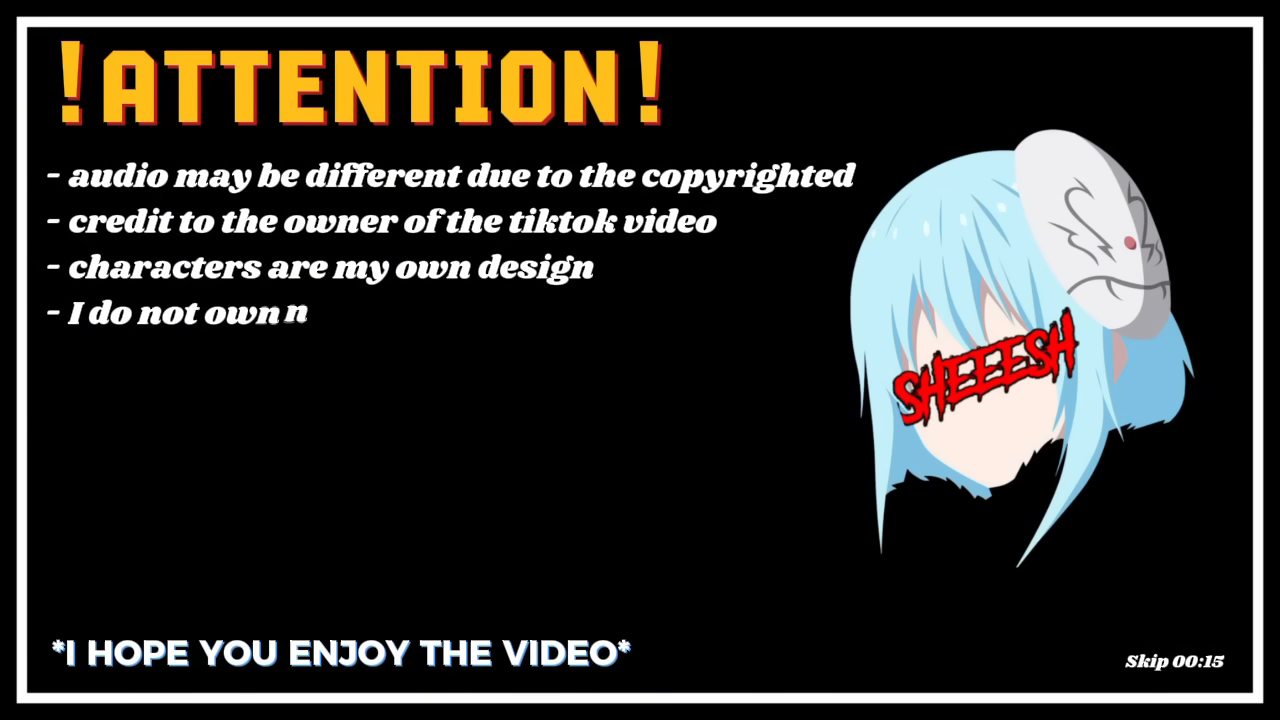 !ATTENTION!
- audio may be different due to the copyrighted
- credit to the owner of the tiktok video
- characters are my own design
- I do not own n
SHEEESH
*I HOPE YOU ENJOY THE VIDEO*
Skip 00:15